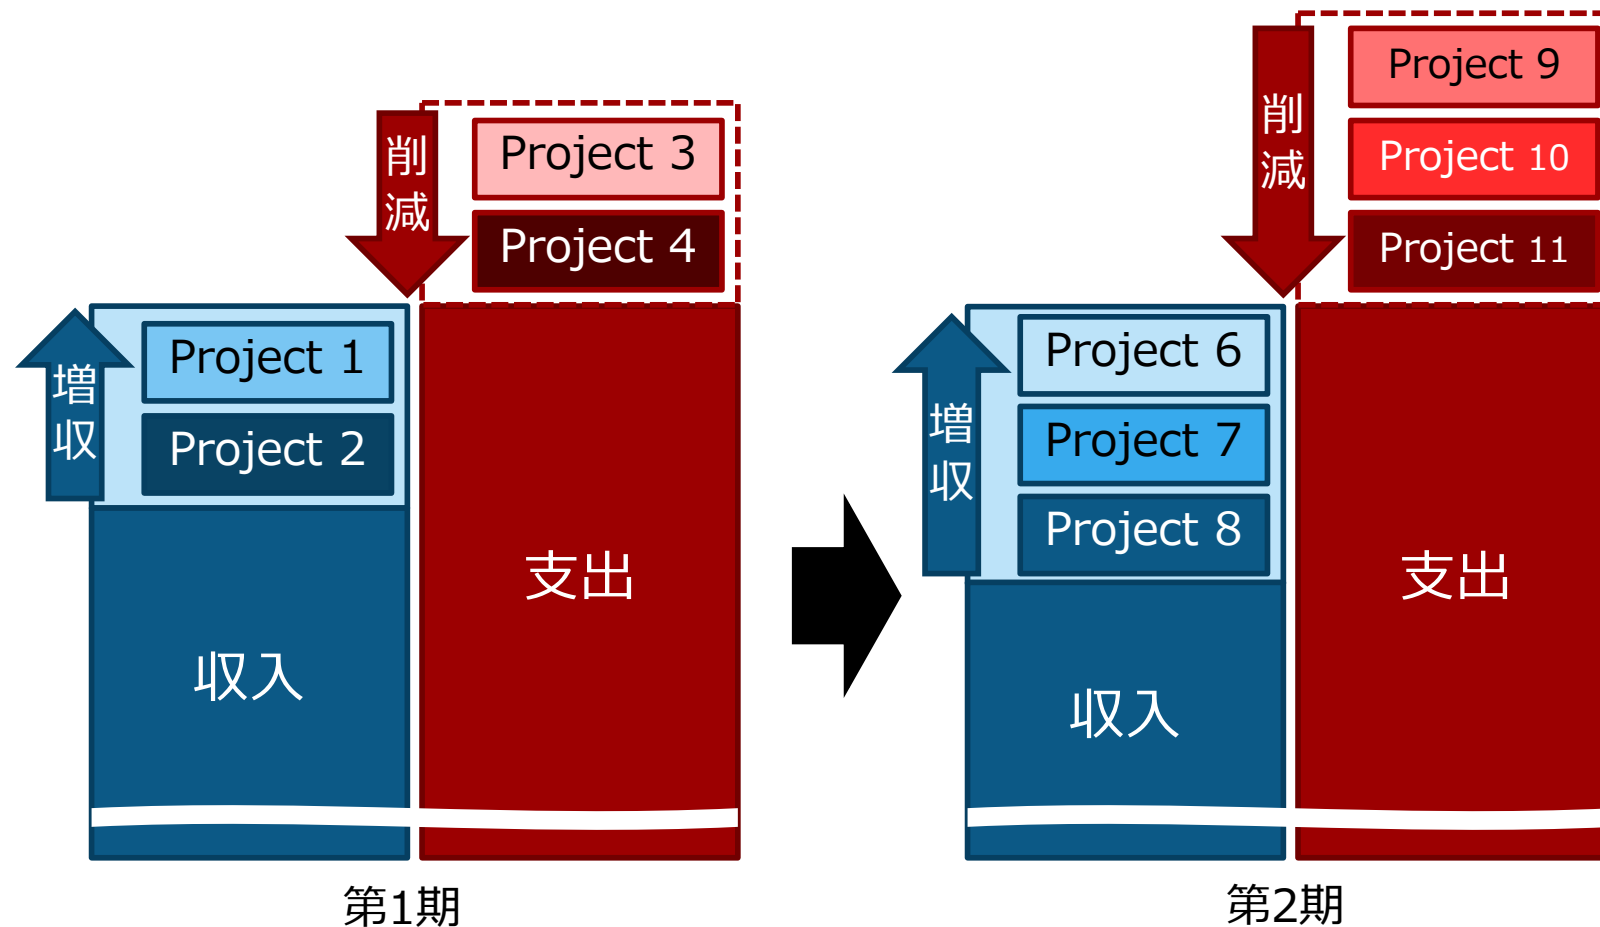 削減
Project 3
Project 4
増収
Project 1
Project 2
収入
支出
第1期
削減
Project 9
Project 10
Project 11
増収
Project 6
Project 7
Project 8
収入
支出
第2期